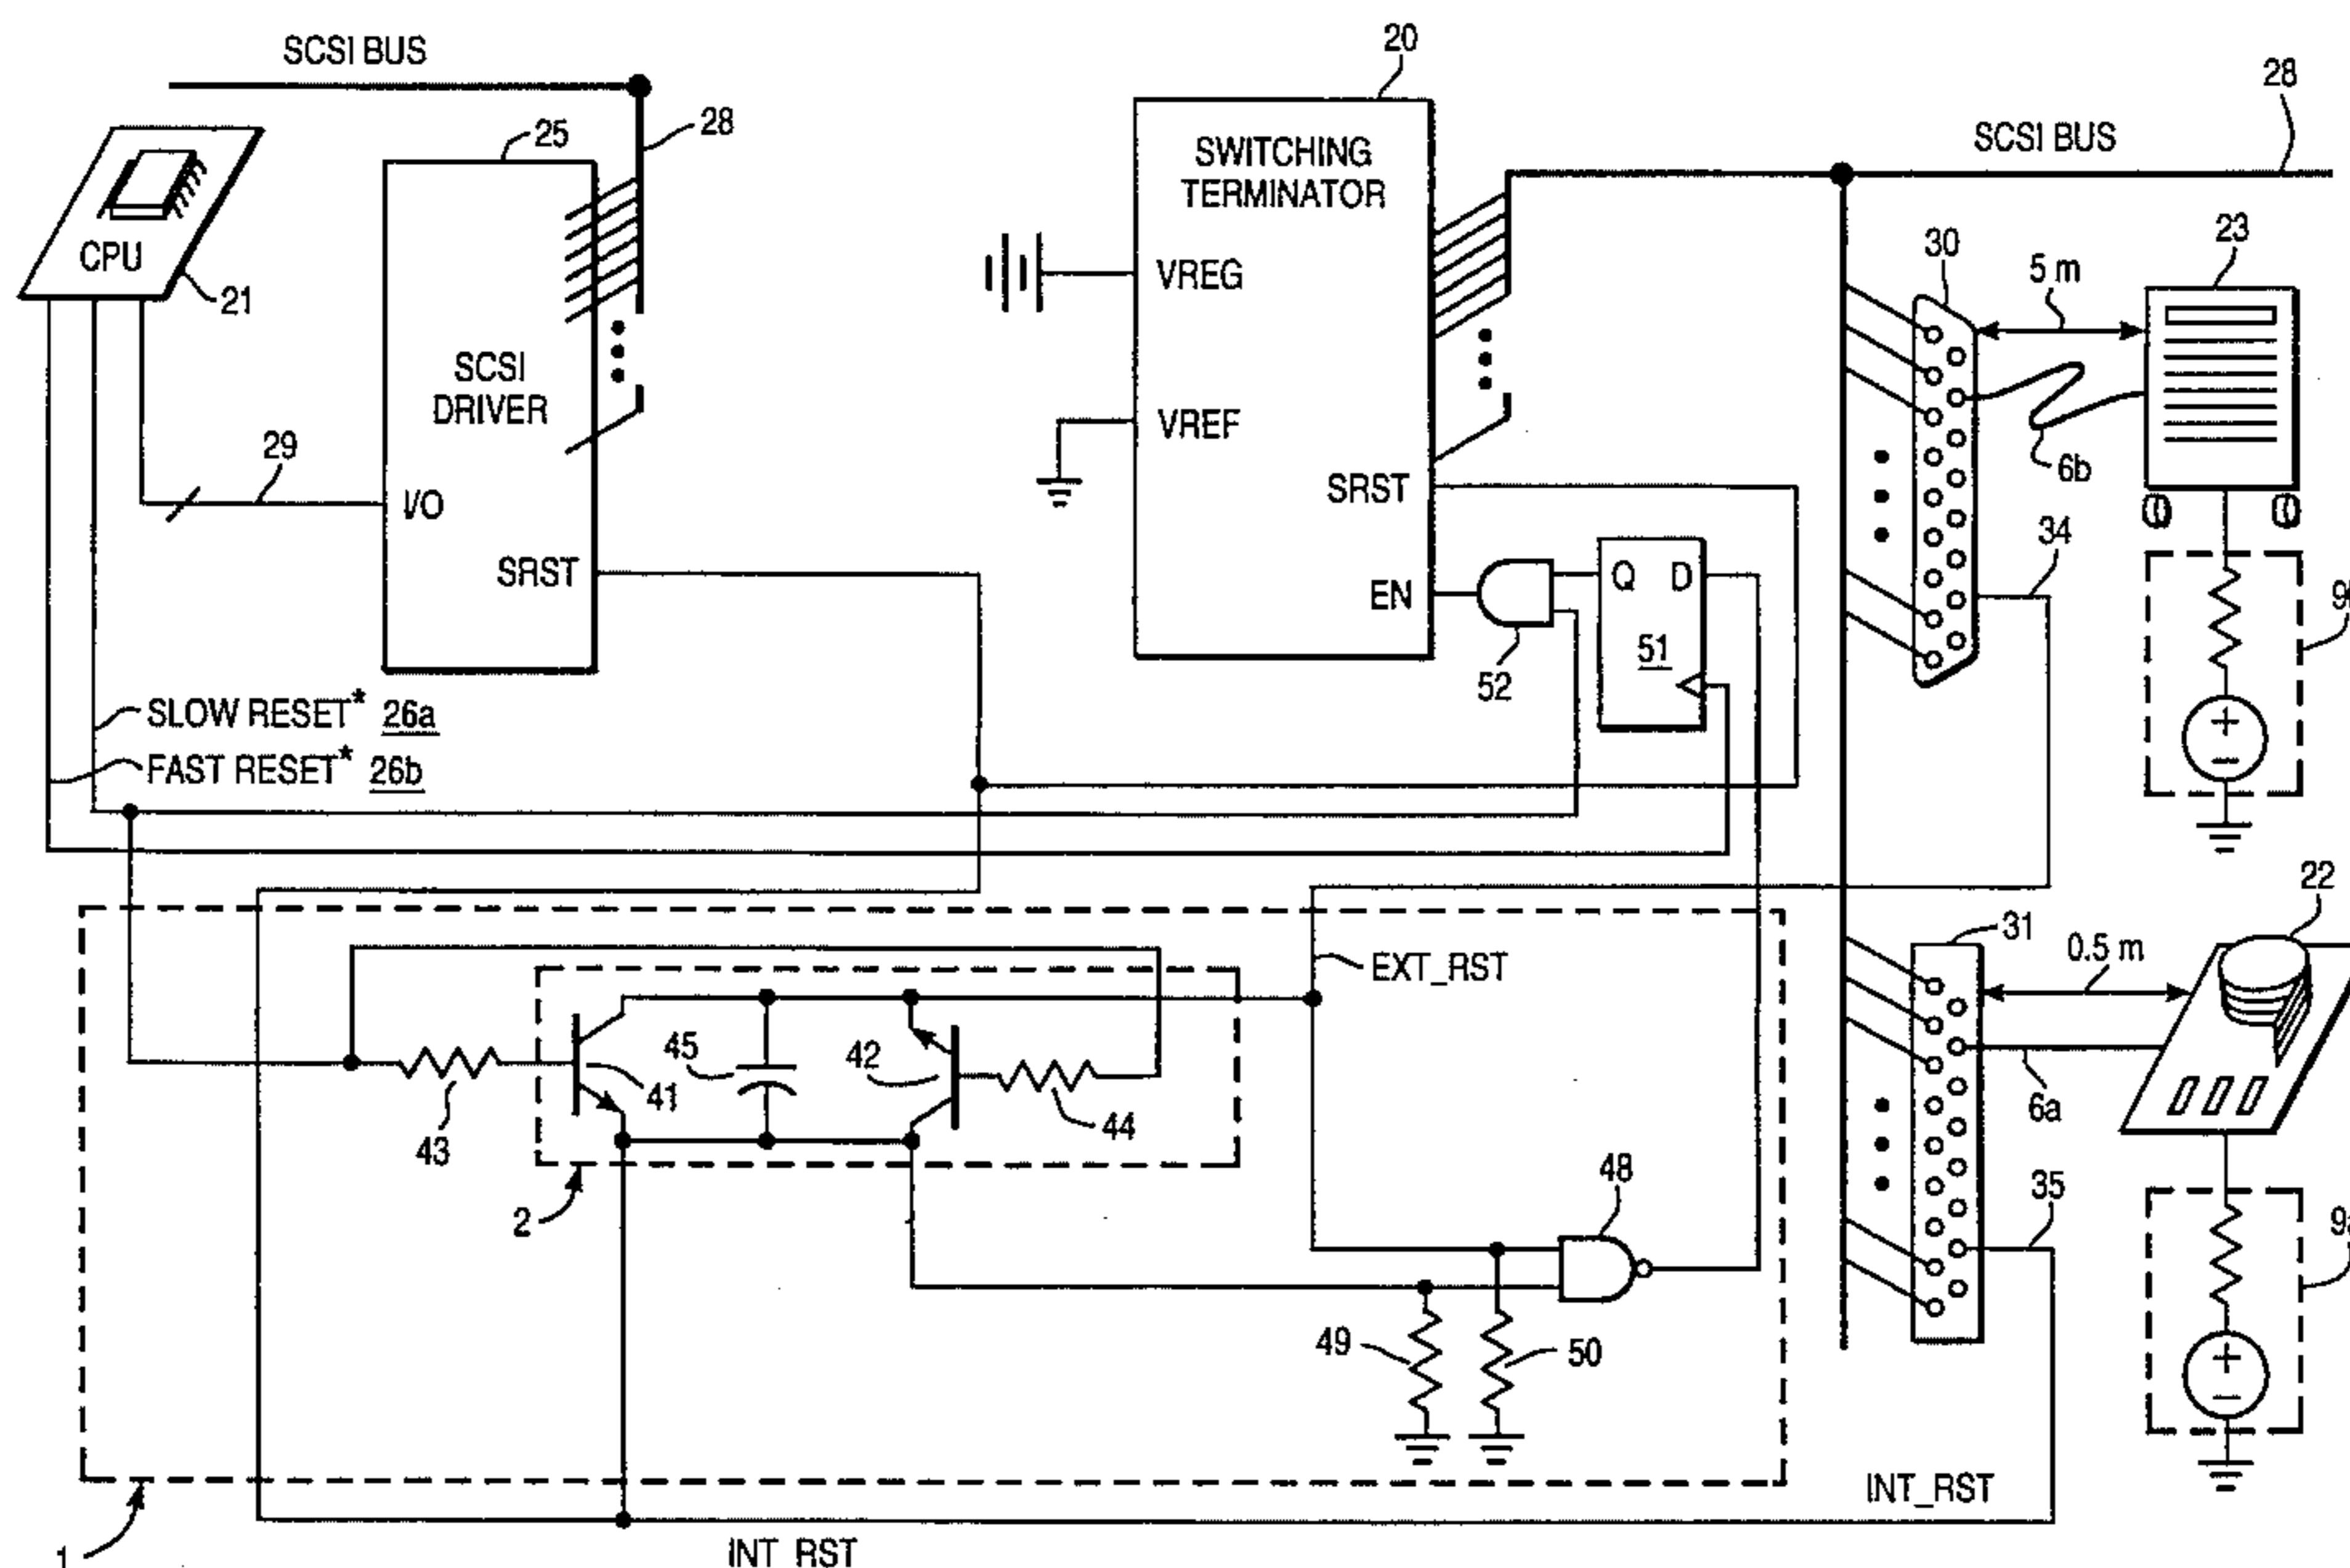 SCSI BUS
20
28
25
28
SCSI BUS
SWITCHING
TERMINATOR
CPU
21
VREG
30
5 m
23
SCSI
DRIVER
VREF
29
6b
I/O
SRST
34
SRST
Q D
EN
51
52
SLOW RESET* 26a
FAST RESET* 26b
+
−
22
31
EXT_RST
0.5 m
45
42
41
43
44
6a
2
48
35
49
50
+
−
INT_RST
1
INT_RST